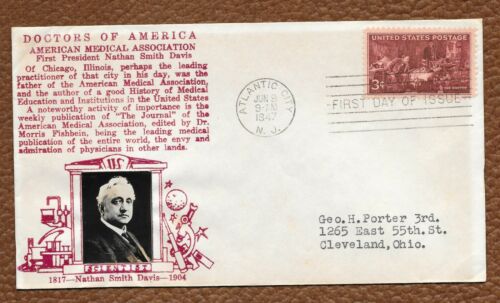 DOCTORS OF AMERICA
AMERICAN MEDICAL ASSOCIATION
First President Nathan Smith Davis
Of Chicago, Illinois, perhaps the leading
practitioner of that city in his day, was the
father of the American Medical Association,
and the author of a good History of Medical
Education and Institutions in the United States
A noteworthy activity of importance is the
weekly publication of "The Journal" of the
American Medical Association, edited by Dr.
Morris Fishbein, being the leading medical
publication of the entire world, the envy and
admiration of physicians in other lands.
US
SCIENTIST
1817—Nathan Smith Davis—1904
ATLANTIC CITY
JUN 9
9-AM
1947
N.J.
UNITED STATES POSTAGE
3¢
THE DOCTOR
FIRST DAY OF ISSUE
Geo.H.Porter 3rd.
1265 East 55th.St.
Cleveland,Ohio.